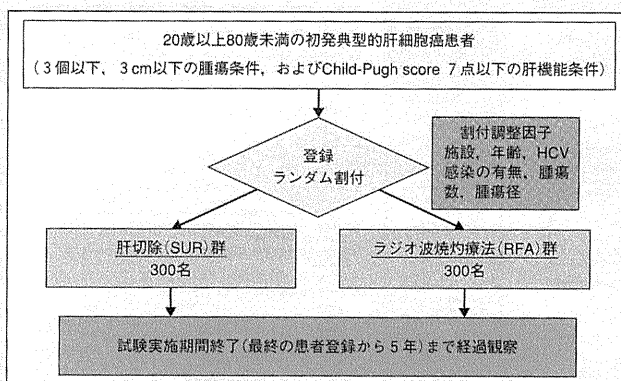 20歳以上80歳未満の初発典型的肝細胞癌患者
(3個以下、3cm以下の腫瘍条件、およびChild-Pugh score 7点以下の肝機能条件)
登録
ランダム割付
割付調整因子
施設、年齢、HCV
感染の有無、腫瘍
数、腫瘍径
肝切除(SUR)群
300名
ラジオ波焼灼療法(RFA)群
300名
試験実施期間終了(最終の患者登録から5年)まで経過観察